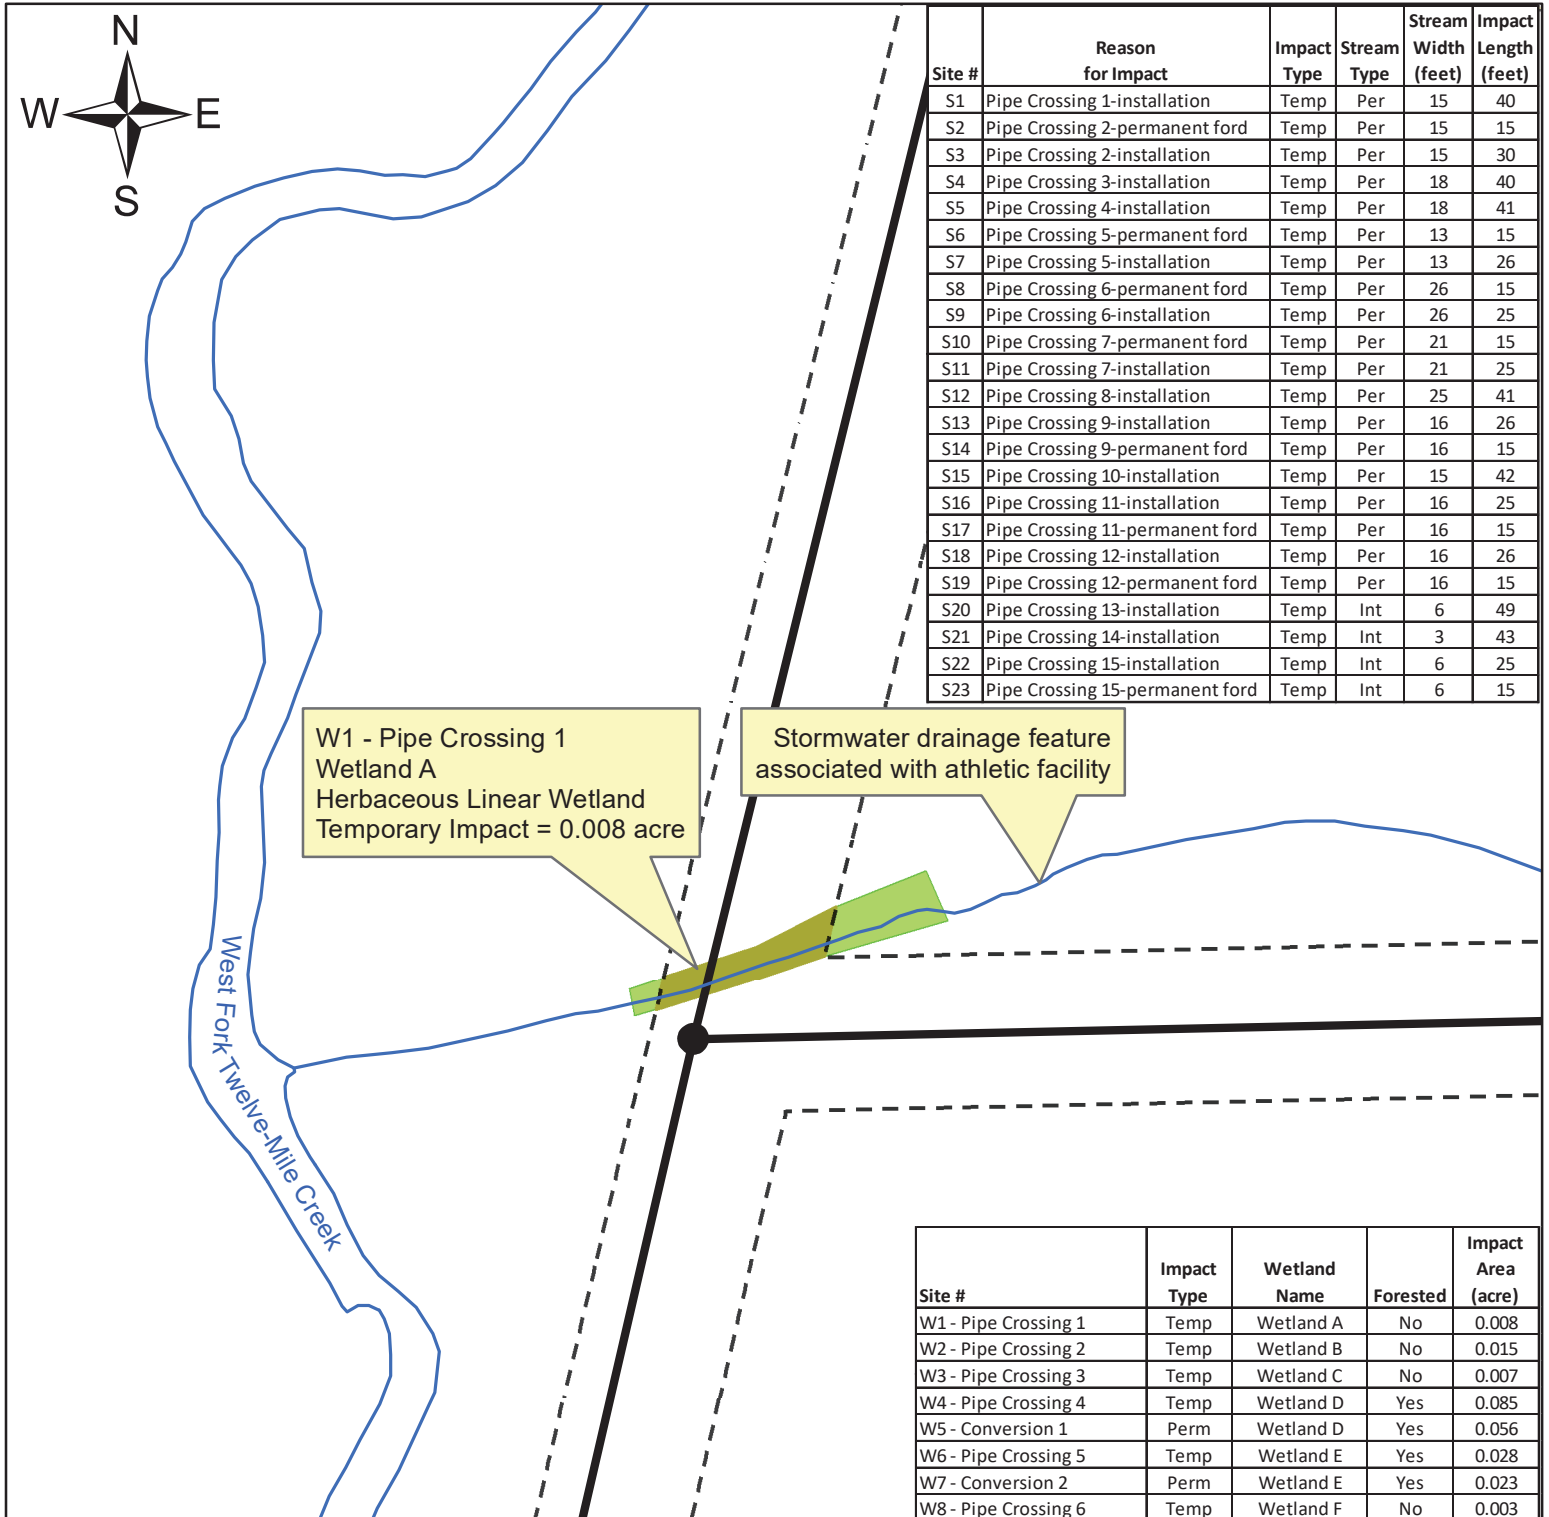 N
W E
S
Site # Reason for Impact Impact Type Stream Type Stream Width (feet) Impact Length (feet)
S1 Pipe Crossing 1-installation Temp Per 15 40
S2 Pipe Crossing 2-permanent ford Temp Per 15 15
S3 Pipe Crossing 2-installation Temp Per 15 30
S4 Pipe Crossing 3-installation Temp Per 18 40
S5 Pipe Crossing 4-installation Temp Per 18 41
S6 Pipe Crossing 5-permanent ford Temp Per 13 15
S7 Pipe Crossing 5-installation Temp Per 13 26
S8 Pipe Crossing 6-permanent ford Temp Per 26 15
S9 Pipe Crossing 6-installation Temp Per 26 25
S10 Pipe Crossing 7-permanent ford Temp Per 21 15
S11 Pipe Crossing 7-installation Temp Per 21 25
S12 Pipe Crossing 8-installation Temp Per 25 41
S13 Pipe Crossing 9-installation Temp Per 16 26
S14 Pipe Crossing 9-permanent ford Temp Per 16 15
S15 Pipe Crossing 10-installation Temp Per 15 42
S16 Pipe Crossing 11-installation Temp Per 16 25
S17 Pipe Crossing 11-permanent ford Temp Per 16 15
S18 Pipe Crossing 12-installation Temp Per 16 26
S19 Pipe Crossing 12-permanent ford Temp Per 16 15
S20 Pipe Crossing 13-installation Temp Int 6 49
S21 Pipe Crossing 14-installation Temp Int 3 43
S22 Pipe Crossing 15-installation Temp Int 6 25
S23 Pipe Crossing 15-permanent ford Temp Int 6 15
W1 - Pipe Crossing 1
Wetland A
Herbaceous Linear Wetland
Temporary Impact = 0.008 acre
Stormwater drainage feature
associated with athletic facility
West Fork Twelve-Mile Creek
Site # Impact Type Wetland Name Forested Impact Area (acre)
W1 - Pipe Crossing 1 Temp Wetland A No 0.008
W2 - Pipe Crossing 2 Temp Wetland B No 0.015
W3 - Pipe Crossing 3 Temp Wetland C No 0.007
W4 - Pipe Crossing 4 Temp Wetland D Yes 0.085
W5 - Conversion 1 Perm Wetland D Yes 0.056
W6 - Pipe Crossing 5 Temp Wetland E Yes 0.028
W7 - Conversion 2 Perm Wetland E Yes 0.023
W8 - Pipe Crossing 6 Temp Wetland F No 0.003